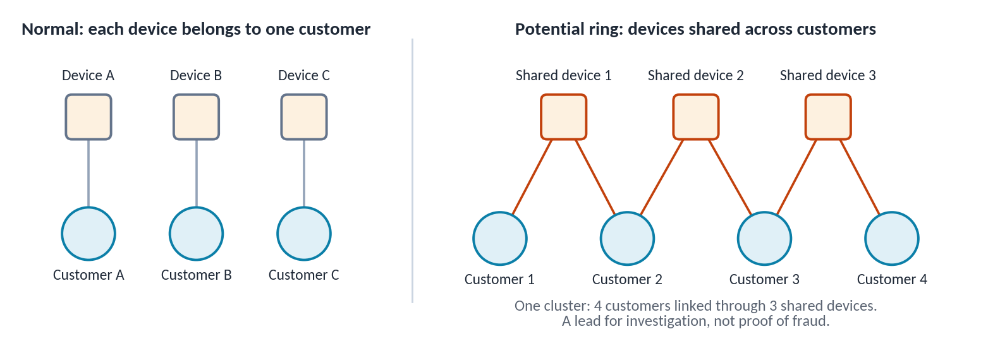 Normal: each device belongs to one customer
Device A
Device B
Device C
Customer A
Customer B
Customer C
Potential ring: devices shared across customers
Shared device 1
Shared device 2
Shared device 3
Customer 1
Customer 2
Customer 3
Customer 4
One cluster: 4 customers linked through 3 shared devices.
A lead for investigation, not proof of fraud.